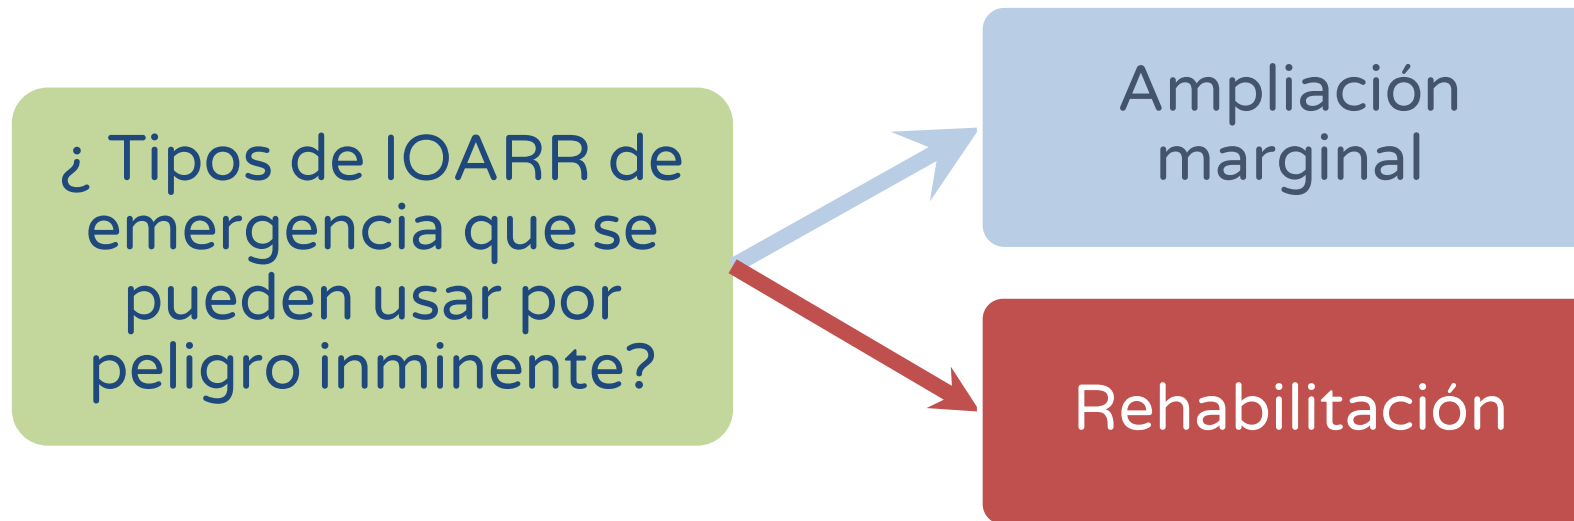 ¿ Tipos de IOARR de
emergencia que se
pueden usar por
peligro inminente?
Ampliación
marginal
Rehabilitación